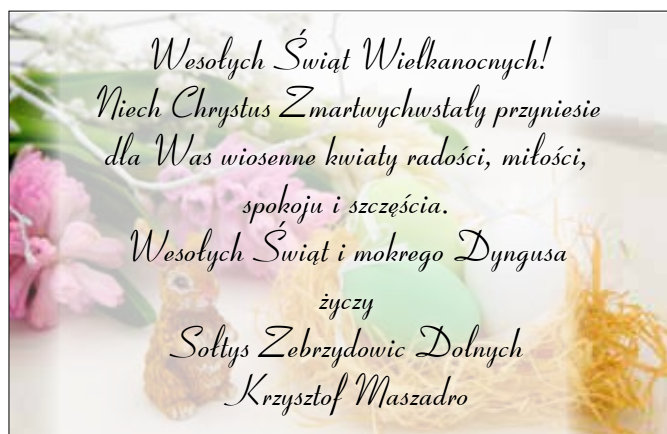 Wesołych Świąt Wielkanocnych!
Niech Chrystus Zmartwychwstały przyniesie
dla Was wiosenne kwiaty radości, miłości,
spokoju i szczęścia.
Wesołych Świąt i mokrego Dyngusa
życzy
Sołtys Zebrzydowic Dolnych
Krzysztof Maszadro